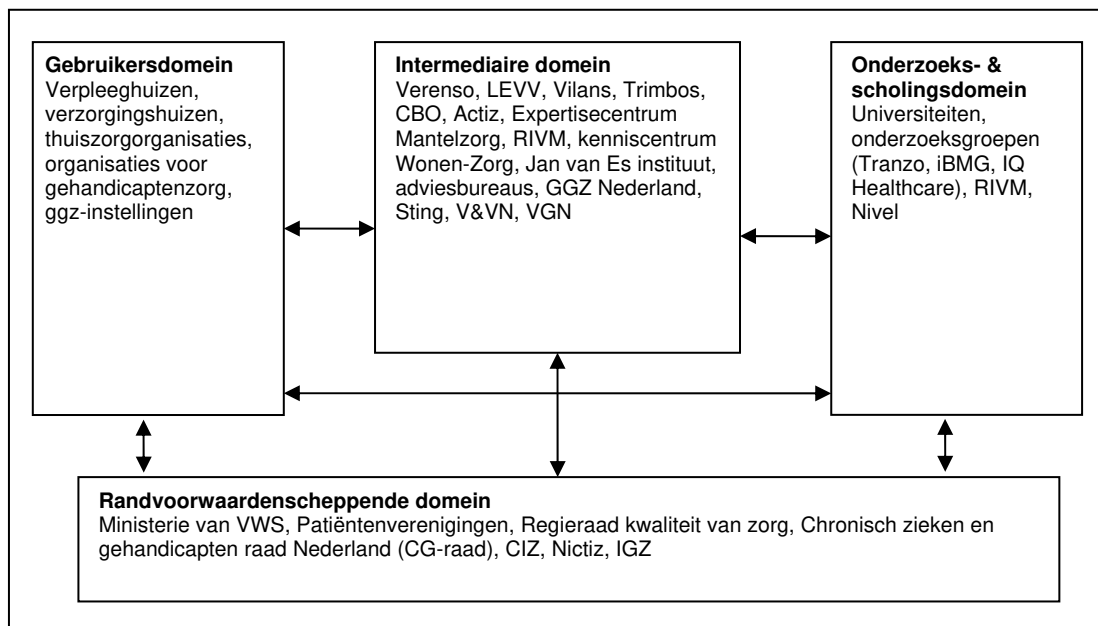 Gebruikersdomein
Verpleeghuizen,
verzorgingshuizen,
thuiszorgorganisaties,
organisaties voor
gehandicaptenzorg,
ggz-instellingen
Intermediaire domein
Verenso, LEVV, Vilans, Trimbos,
CBO, Actiz, Expertisecentrum
Mantelzorg, RIVM, kenniscentrum
Wonen-Zorg, Jan van Es instituut,
adviesbureaus, GGZ Nederland,
Sting, V&VN, VGN
Onderzoeks- &
scholingsdomein
Universiteiten,
onderzoeksgroepen
(Tranzo, iBMG, IQ
Healthcare), RIVM,
Nivel
Randvoorwaardenscheppende domein
Ministerie van VWS, Patiëntenverenigingen, Regieraad kwaliteit van zorg, Chronisch zieken en
gehandicapten raad Nederland (CG-raad), CIZ, Nictiz, IGZ